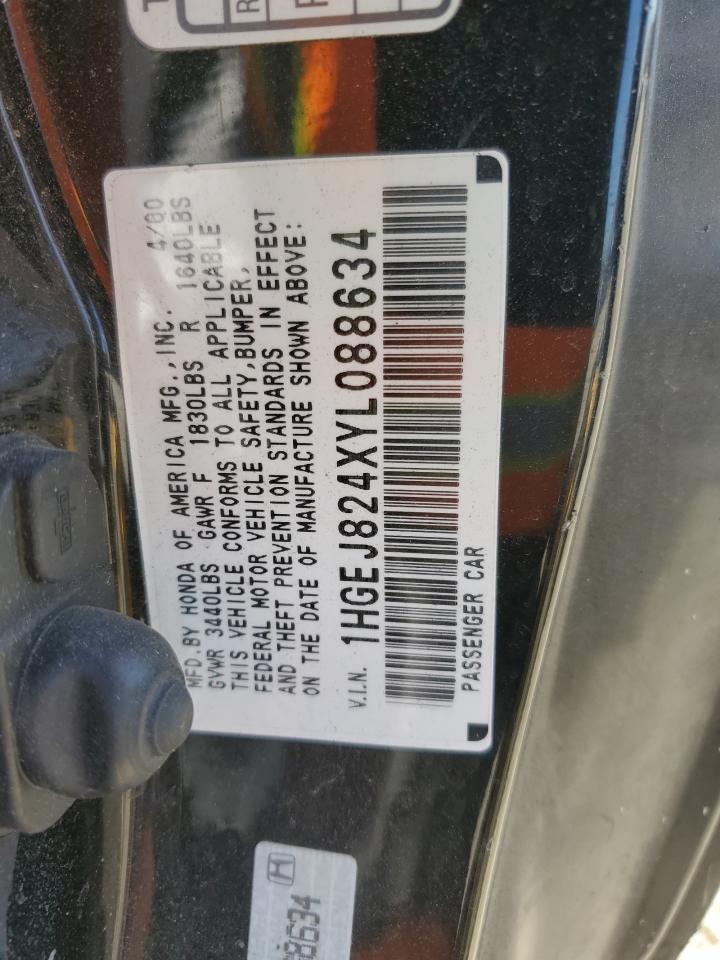 MFD.BY HONDA OF AMERICA MFG.,INC. 4/00
GVWR 3440LBS GAWR F 1830LBS R 1640LBS
THIS VEHICLE CONFORMS TO ALL APPLICABLE
FEDERAL MOTOR VEHICLE SAFETY,BUMPER,
AND THEFT PREVENTION STANDARDS IN EFFECT
ON THE DATE OF MANUFACTURE SHOWN ABOVE:
V.I.N. 1HGEJ824XYL088634
PASSENGER CAR
8634